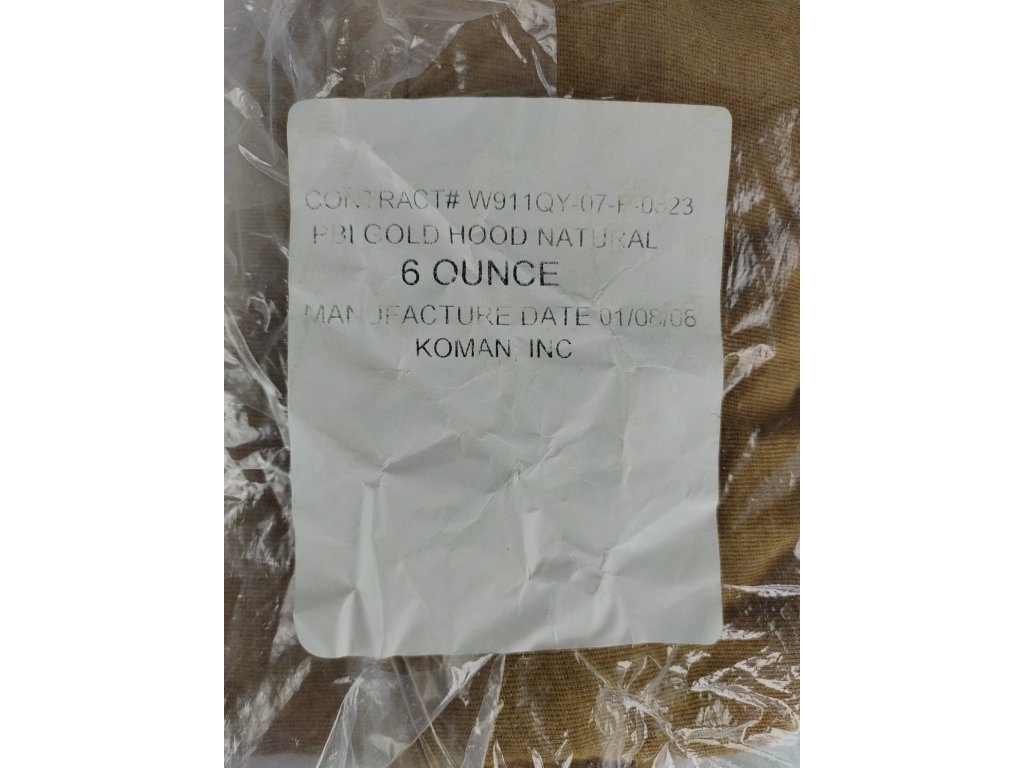 CONTRACT# W911QY-07-P-0323
PBI GOLD HOOD NATURAL
6 OUNCE
MANUFACTURE DATE 01/08/08
KOMAN, INC